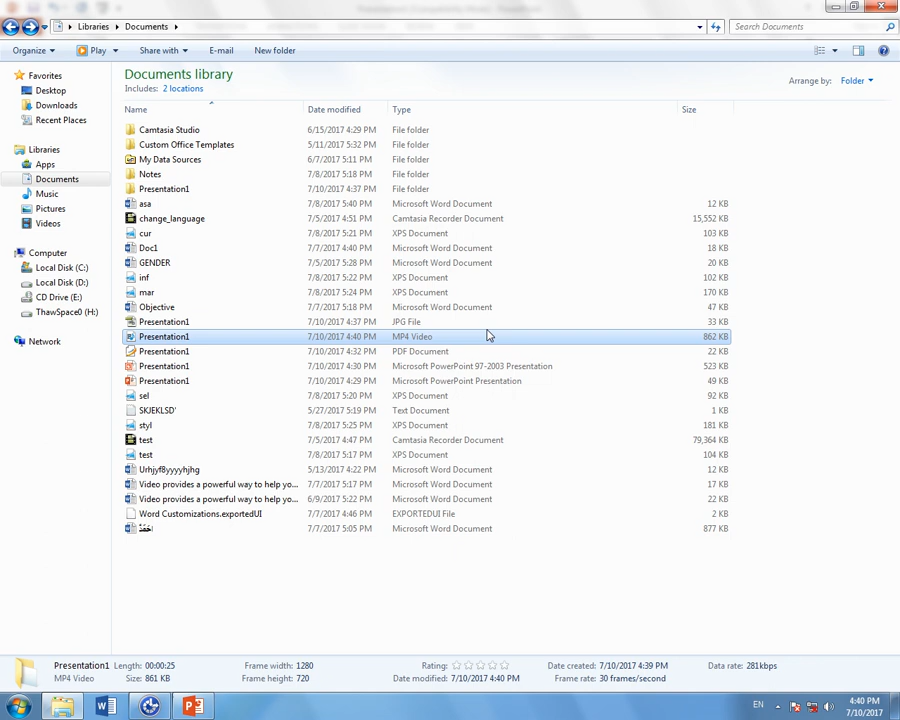 Libraries ▸ Documents ▸
Search Documents
Organize Play Share with E-mail New folder
Documents library
Includes: 2 locations
Arrange by: Folder
Name Date modified Type Size
Favorites
Desktop
Downloads
Recent Places
Libraries
Apps
Documents
Music
Pictures
Videos
Computer
Local Disk (C:)
Local Disk (D:)
CD Drive (E:)
ThawSpace0 (H:)
Network
Camtasia Studio 6/15/2017 4:29 PM File folder
Custom Office Templates 5/11/2017 5:32 PM File folder
My Data Sources 6/7/2017 5:11 PM File folder
Notes 7/8/2017 5:18 PM File folder
Presentation1 7/10/2017 4:37 PM File folder
asa 7/8/2017 5:40 PM Microsoft Word Document 12 KB
change_language 7/5/2017 4:51 PM Camtasia Recorder Document 15,552 KB
cur 7/8/2017 5:21 PM XPS Document 103 KB
Doc1 7/7/2017 4:40 PM Microsoft Word Document 18 KB
GENDER 7/5/2017 5:28 PM Microsoft Word Document 20 KB
inf 7/8/2017 5:22 PM XPS Document 102 KB
mar 7/8/2017 5:24 PM XPS Document 170 KB
Objective 7/7/2017 5:18 PM Microsoft Word Document 47 KB
Presentation1 7/10/2017 4:37 PM JPG File 33 KB
Presentation1 7/10/2017 4:40 PM MP4 Video 862 KB
Presentation1 7/10/2017 4:32 PM PDF Document 22 KB
Presentation1 7/10/2017 4:30 PM Microsoft PowerPoint 97-2003 Presentation 523 KB
Presentation1 7/10/2017 4:29 PM Microsoft PowerPoint Presentation 49 KB
sel 7/8/2017 5:20 PM XPS Document 92 KB
SKJEKLSD' 5/27/2017 5:19 PM Text Document 1 KB
styl 7/8/2017 5:25 PM XPS Document 181 KB
test 7/5/2017 4:47 PM Camtasia Recorder Document 79,364 KB
test 7/8/2017 5:17 PM XPS Document 104 KB
Urhjyf8yyyyhjhg 5/13/2017 4:22 PM Microsoft Word Document 12 KB
Video provides a powerful way to help yo... 7/7/2017 5:17 PM Microsoft Word Document 17 KB
Video provides a powerful way to help yo... 6/9/2017 5:22 PM Microsoft Word Document 22 KB
Word Customizations.exportedUI 7/7/2017 4:46 PM EXPORTEDUI File 2 KB
7/7/2017 5:05 PM Microsoft Word Document 877 KB
Presentation1 Length: 00:00:25 Frame width: 1280 Rating: Date created: 7/10/2017 4:39 PM Data rate: 281kbps
MP4 Video Size: 861 KB Frame height: 720 Date modified: 7/10/2017 4:40 PM Frame rate: 30 frames/second
EN
4:40 PM
7/10/2017